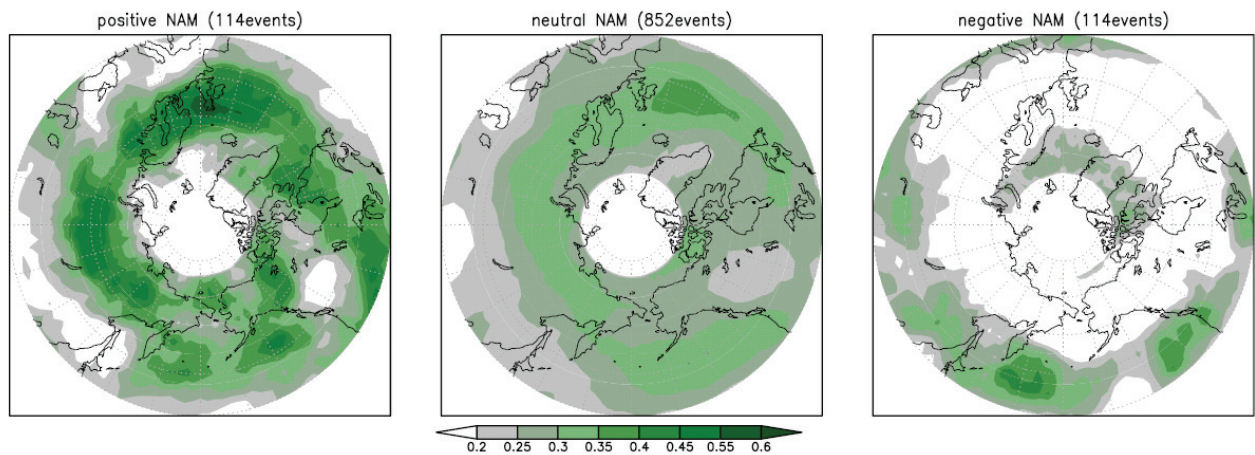 positive NAM (114events)
neutral NAM (852events)
negative NAM (114events)
0.2 0.25 0.3 0.35 0.4 0.45 0.55 0.6